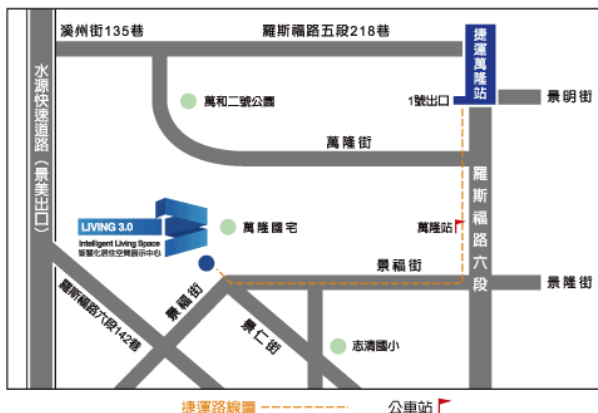 溪州街135巷
羅斯福路五段218巷
捷運萬隆站
1號出口
景明街
水源快速道路(景美出口)
萬和二號公園
萬隆街
羅斯福路六段
LIVING 3.0
Intelligent Living Space
智慧化居住空間展示中心
萬隆國宅
萬隆站
景福街
景隆街
羅斯福路六段142巷
景福街
景仁街
志清國小
捷運路線圖
公車站